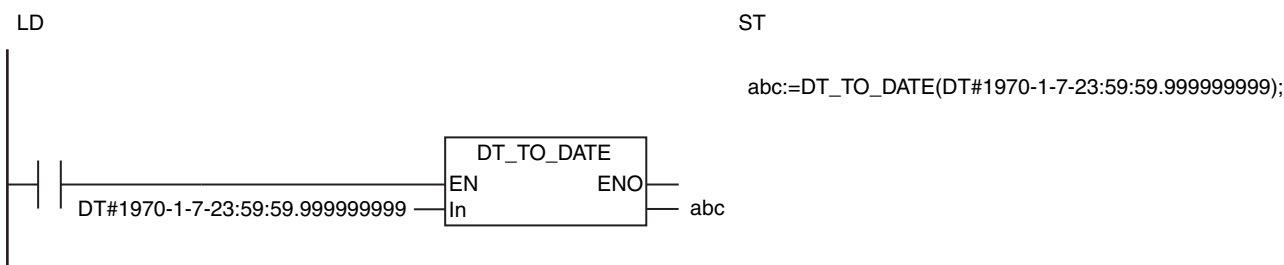 LD
ST
abc:=DT_TO_DATE(DT#1970-1-7-23:59:59.999999999);
DT_TO_DATE
EN ENO
DT#1970-1-7-23:59:59.999999999 In abc